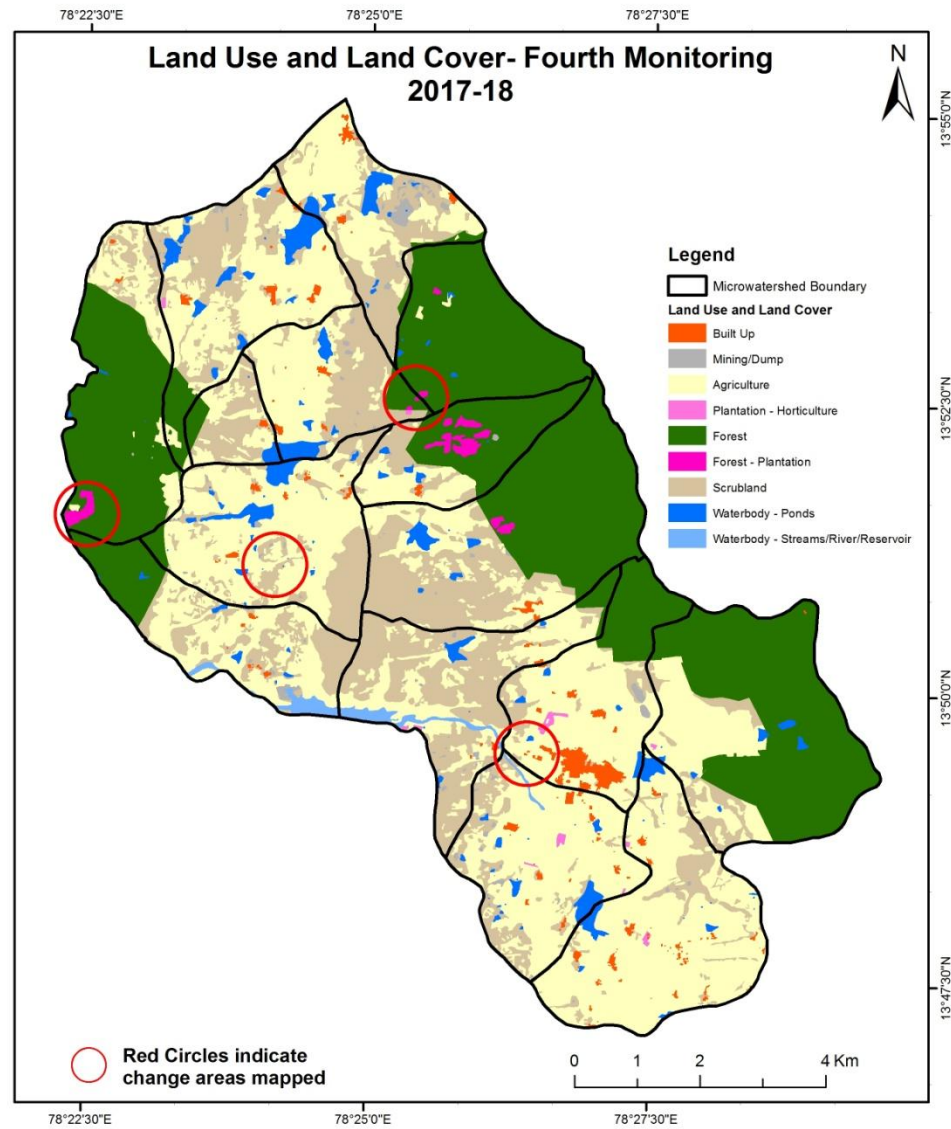 78°22'30"E
78°25'0"E
78°27'30"E
Land Use and Land Cover- Fourth Monitoring
2017-18
N
13°55'0"N
13°52'30"N
13°50'0"N
13°47'30"N
Legend
Microwatershed Boundary
Land Use and Land Cover
Built Up
Mining/Dump
Agriculture
Plantation - Horticulture
Forest
Forest - Plantation
Scrubland
Waterbody - Ponds
Waterbody - Streams/River/Reservoir
Red Circles indicate
change areas mapped
0 1 2 4 Km
78°22'30"E
78°25'0"E
78°27'30"E